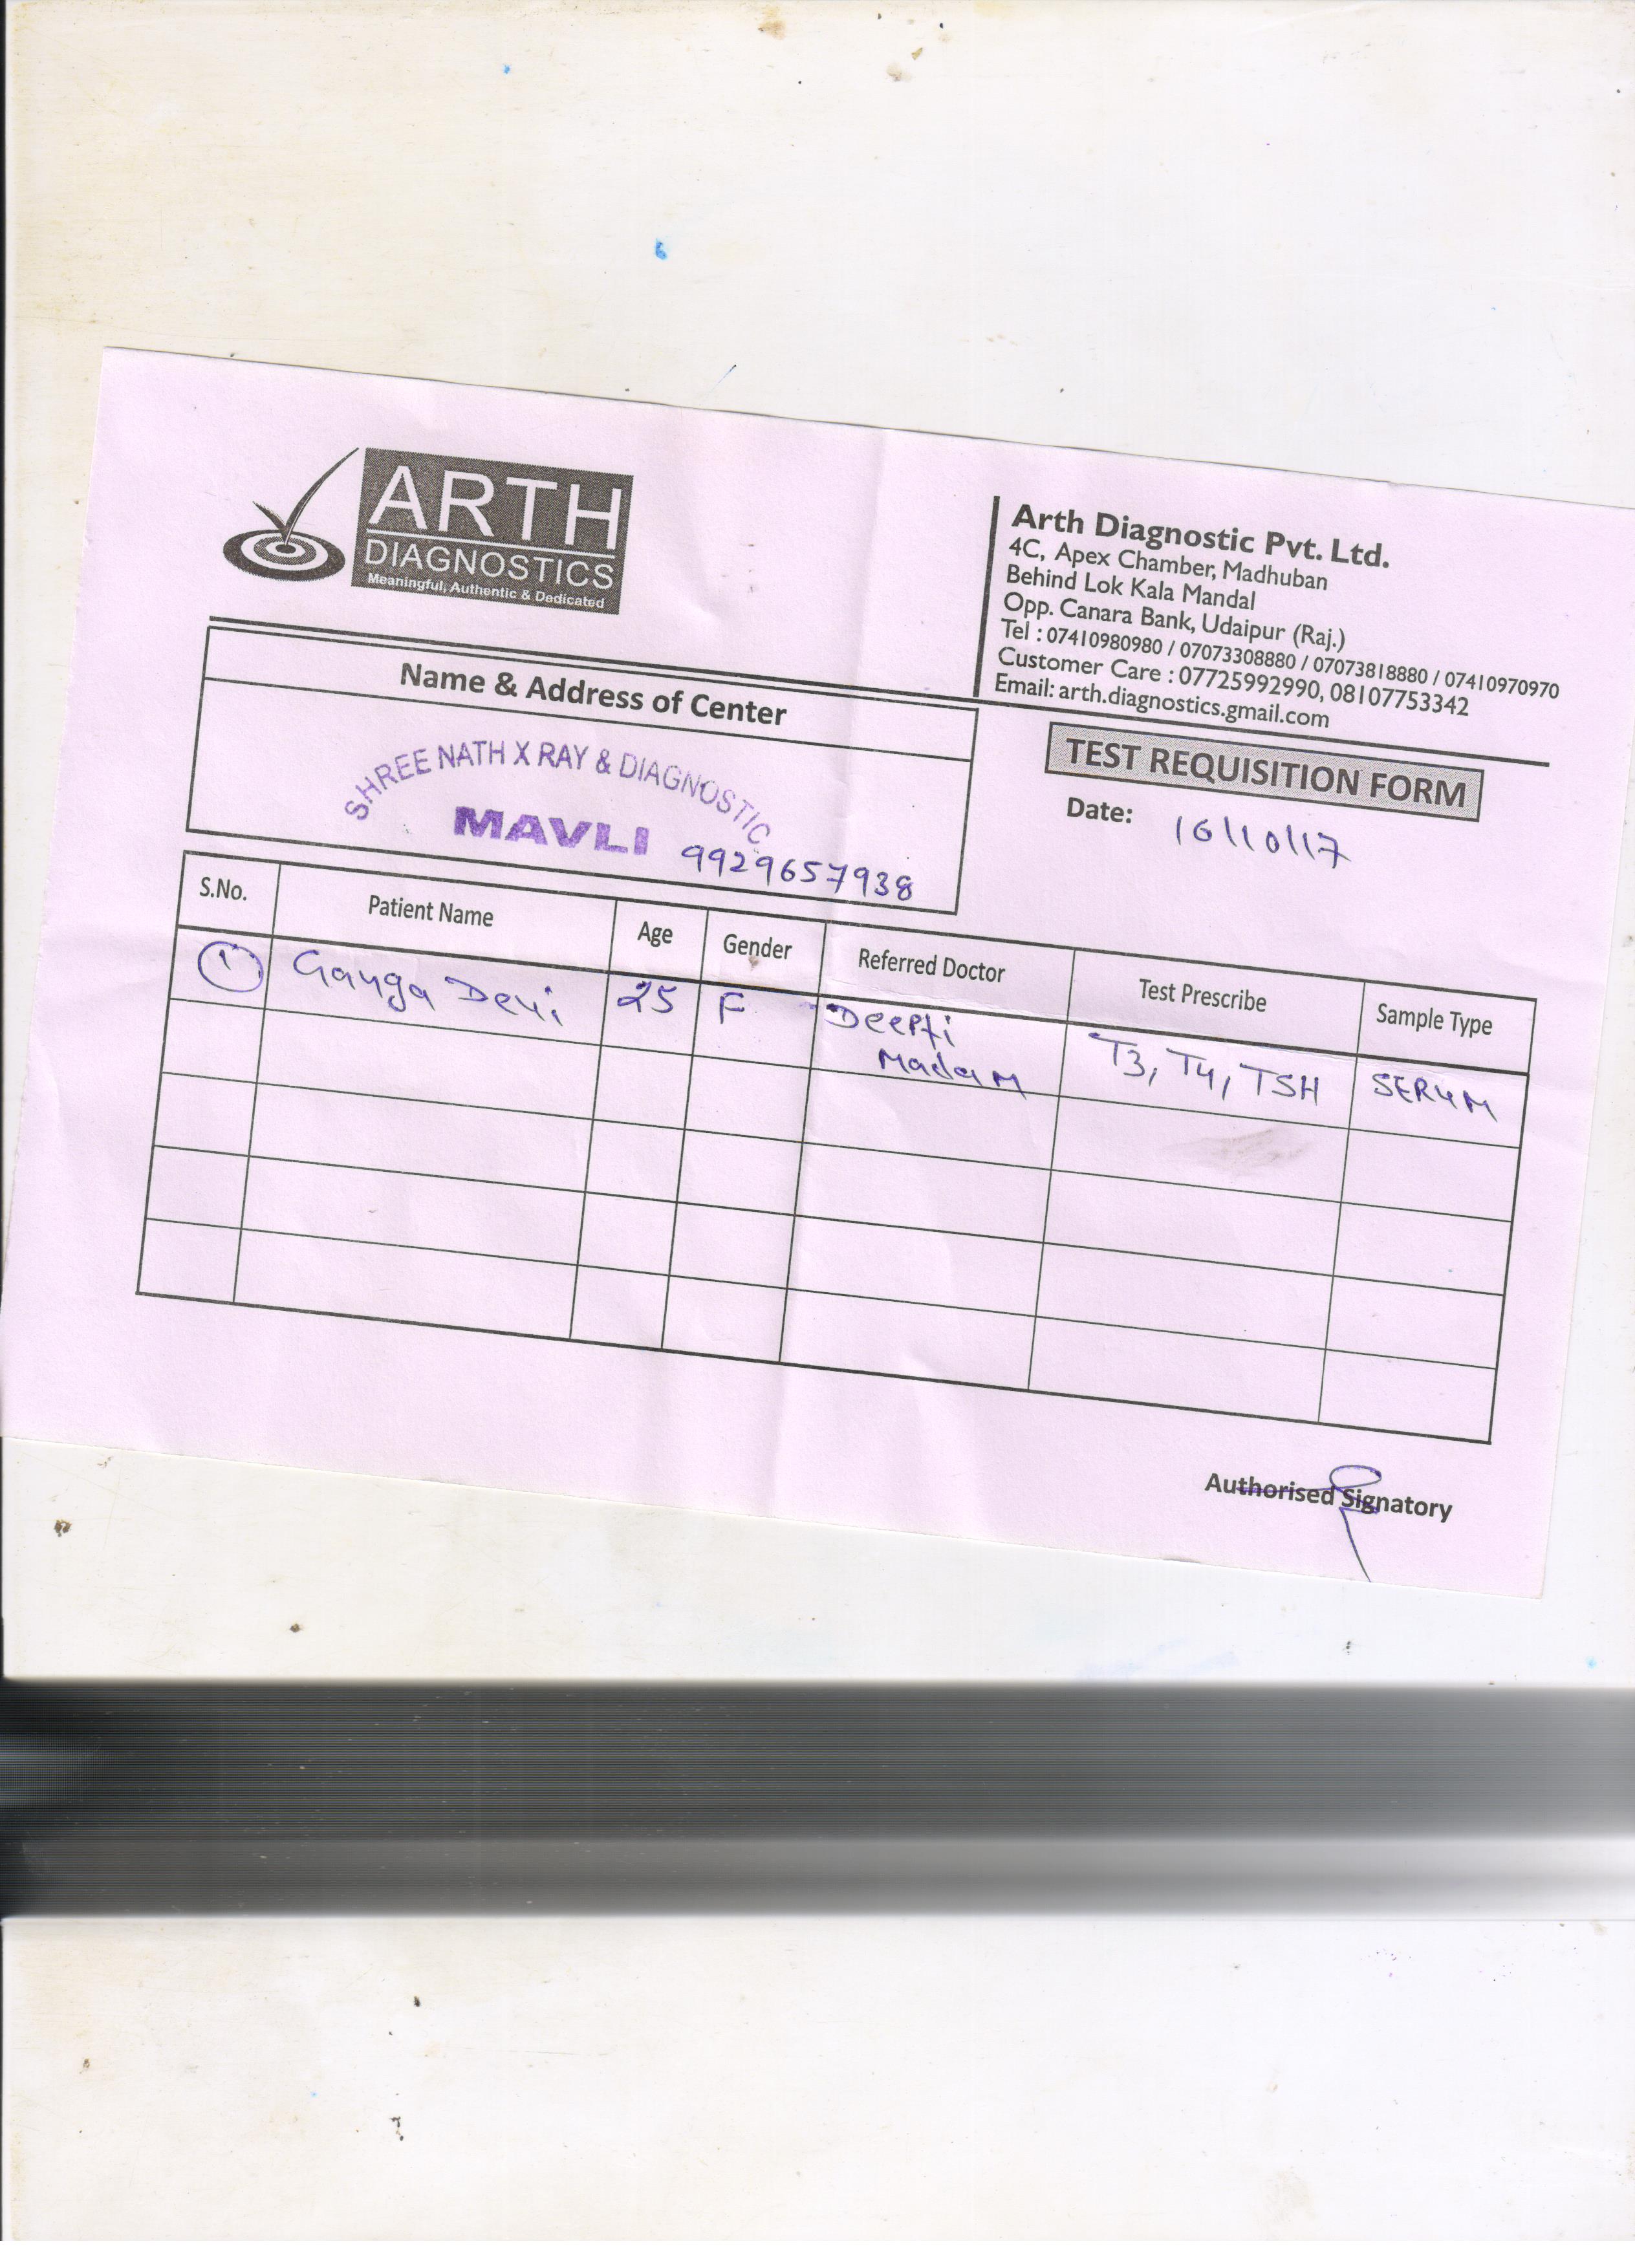 ARTH
DIAGNOSTICS
Meaningful, Authentic & Dedicated
Arth Diagnostic Pvt. Ltd.
4C, Apex Chamber, Madhuban
Behind Lok Kala Mandal
Opp. Canara Bank, Udaipur (Raj.)
Tel : 07410980980 / 07073308880 / 07073818880 / 07410970970
Customer Care : 07725992990, 08107753342
Email: arth.diagnostics.gmail.com
Name & Address of Center
SHREE NATH X RAY & DIAGNOSTIC
MAVLI 9929657938
TEST REQUISITION FORM
Date: 16/10/17
S.No. Patient Name Age Gender Referred Doctor Test Prescribe Sample Type
1 Ganga Devi 25 F Deepti Madam T3, T4, TSH SERUM
Authorised Signatory